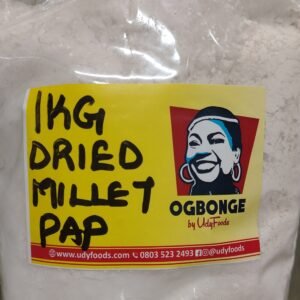 1KG
DRIED
MILLET
PAP
OGBONGE
by UdyFoods
www.udyfoods.com 0803 523 2493 @udyfoods